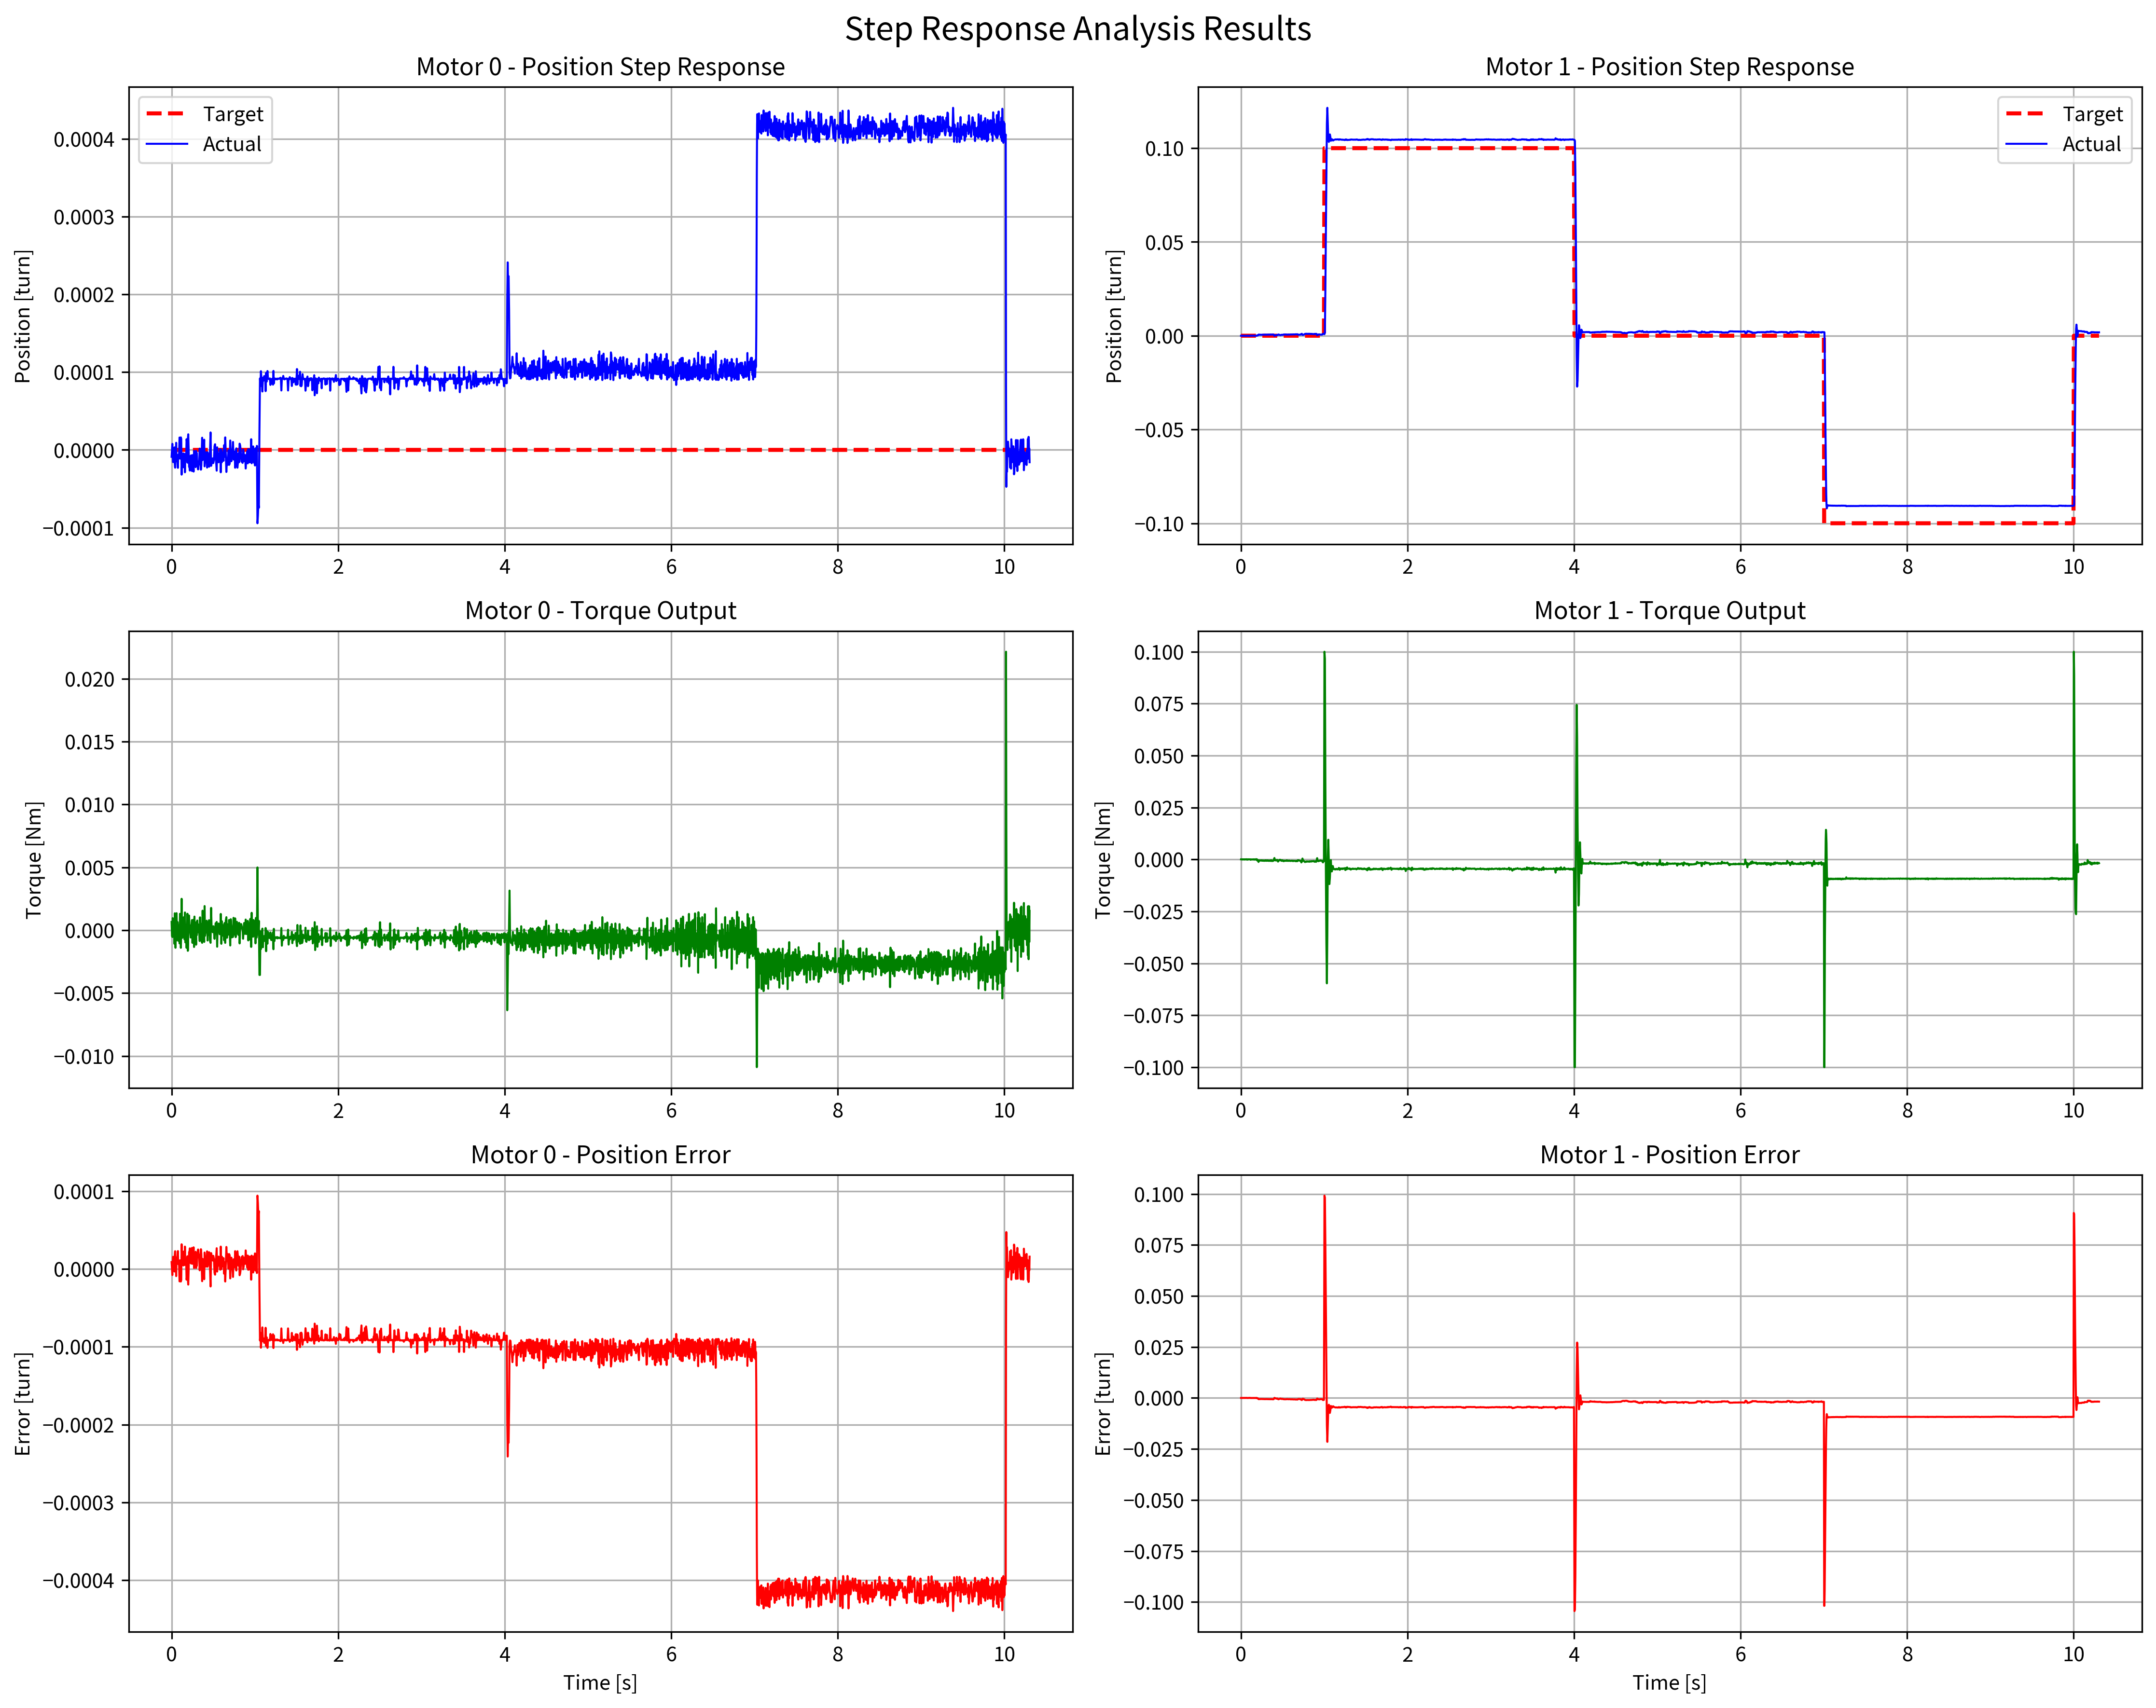 Step Response Analysis Results
Motor 0 - Position Step Response
Target
Actual
Position [turn]
0.0004
0.0003
0.0002
0.0001
0.0000
−0.0001
0 2 4 6 8 10
Motor 1 - Position Step Response
Target
Actual
Position [turn]
0.10
0.05
0.00
−0.05
−0.10
0 2 4 6 8 10
Motor 0 - Torque Output
Torque [Nm]
0.020
0.015
0.010
0.005
0.000
−0.005
−0.010
0 2 4 6 8 10
Motor 1 - Torque Output
Torque [Nm]
0.100
0.075
0.050
0.025
0.000
−0.025
−0.050
−0.075
−0.100
0 2 4 6 8 10
Motor 0 - Position Error
Error [turn]
0.0001
0.0000
−0.0001
−0.0002
−0.0003
−0.0004
0 2 4 6 8 10
Time [s]
Motor 1 - Position Error
Error [turn]
0.100
0.075
0.050
0.025
0.000
−0.025
−0.050
−0.075
−0.100
0 2 4 6 8 10
Time [s]